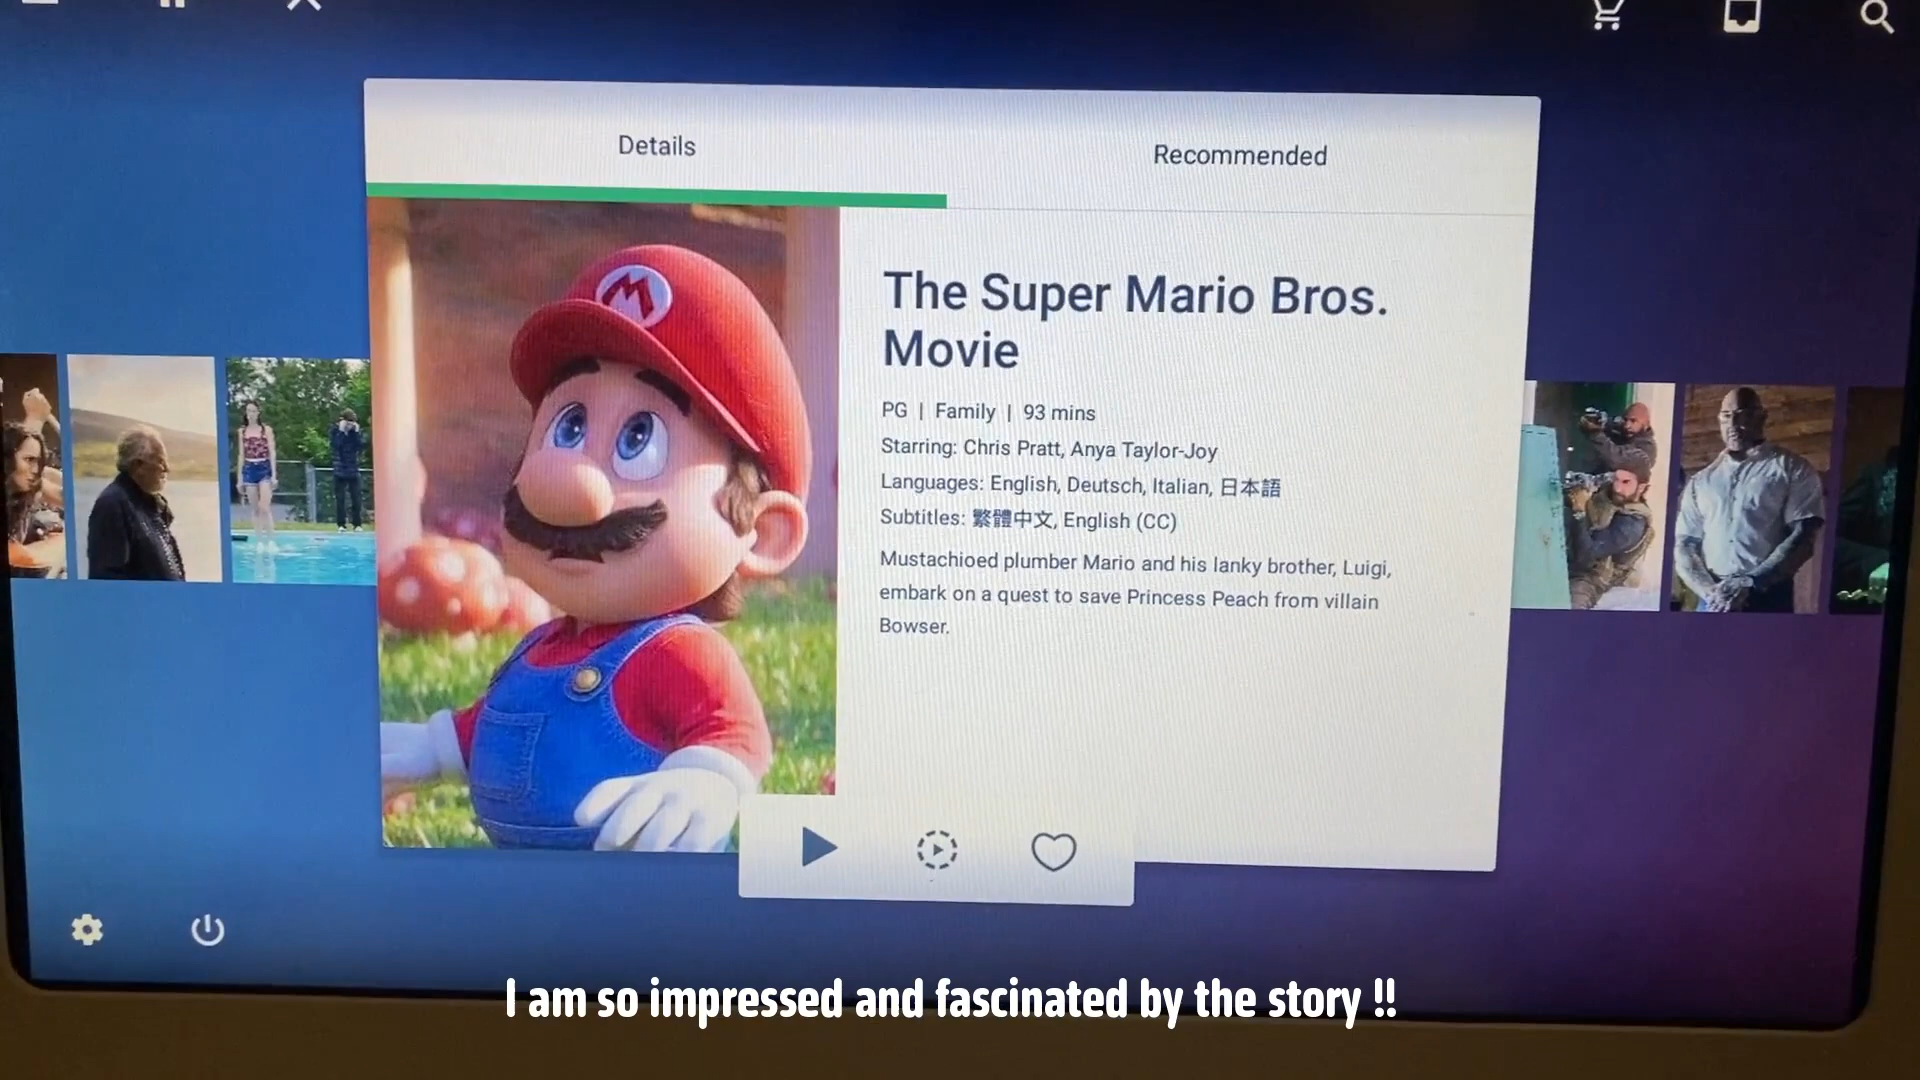 Details
Recommended
M
The Super Mario Bros.
Movie
PG | Family | 93 mins
Starring: Chris Pratt, Anya Taylor-Joy
Languages: English, Deutsch, Italian, 日本語
Subtitles: 繁體中文, English (CC)
Mustachioed plumber Mario and his lanky brother, Luigi,
embark on a quest to save Princess Peach from villain
Bowser.
I am so impressed and fascinated by the story !!